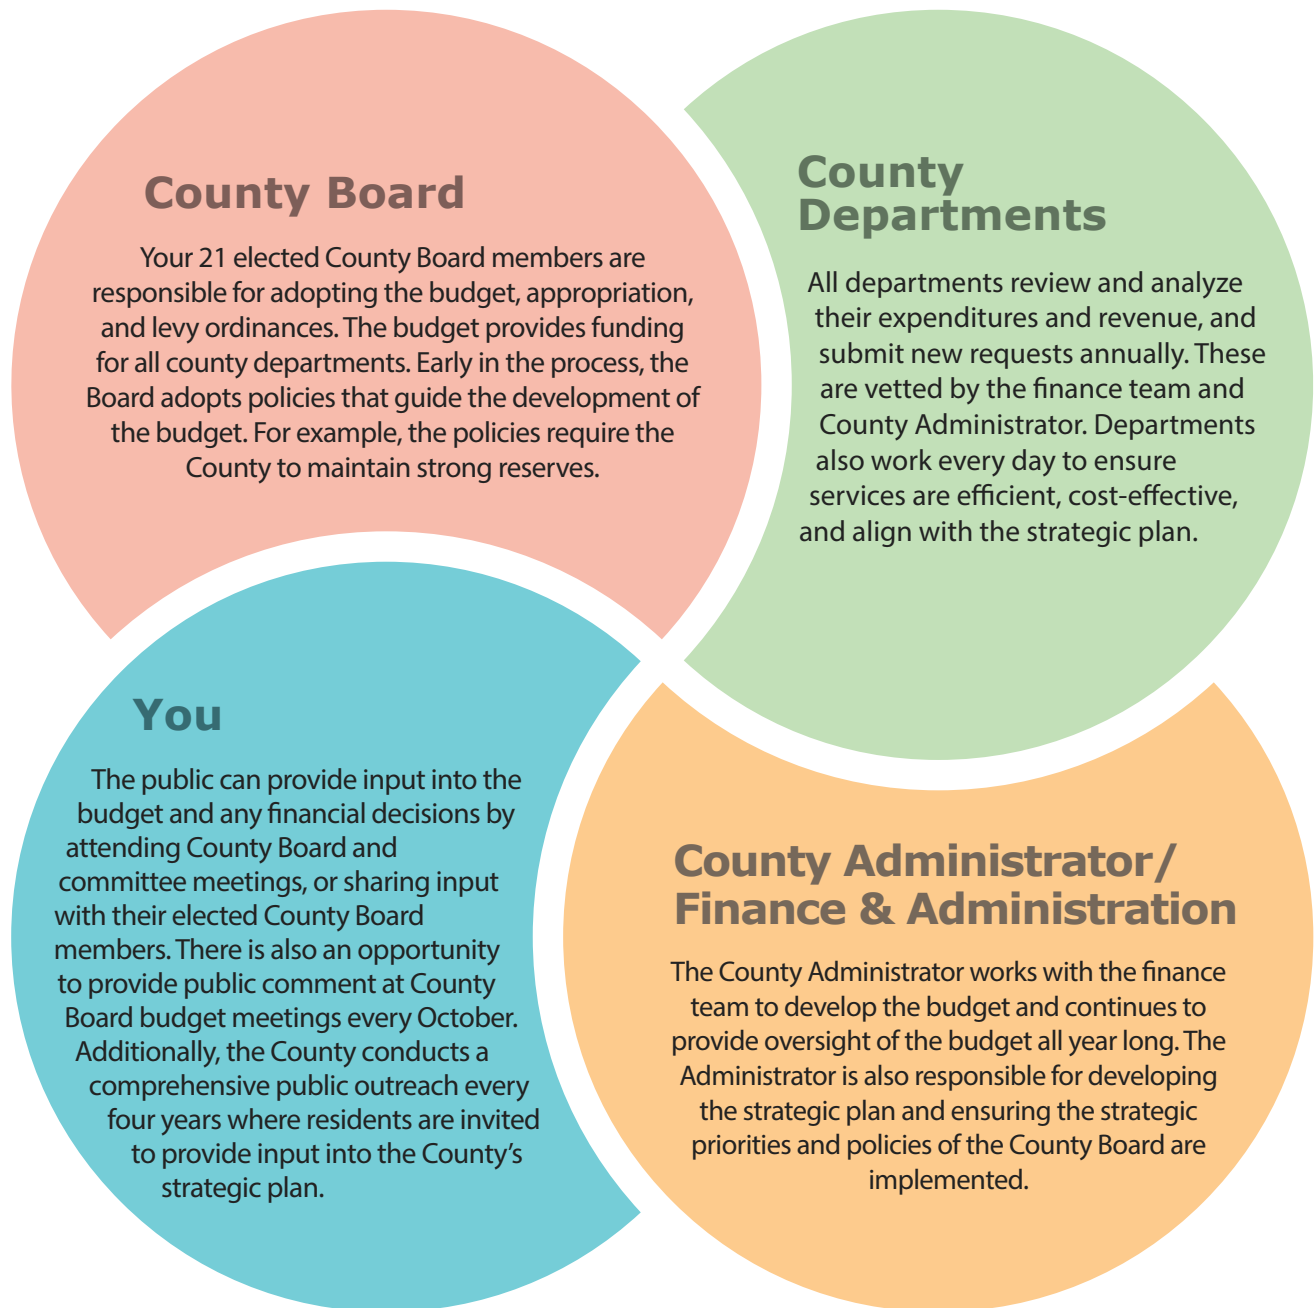 County Board
Your 21 elected County Board members are
responsible for adopting the budget, appropriation,
and levy ordinances. The budget provides funding
for all county departments. Early in the process, the
Board adopts policies that guide the development of
the budget. For example, the policies require the
County to maintain strong reserves.
County
Departments
All departments review and analyze
their expenditures and revenue, and
submit new requests annually. These
are vetted by the finance team and
County Administrator. Departments
also work every day to ensure
services are efficient, cost-effective,
and align with the strategic plan.
You
The public can provide input into the
budget and any financial decisions by
attending County Board and
committee meetings, or sharing input
with their elected County Board
members. There is also an opportunity
to provide public comment at County
Board budget meetings every October.
Additionally, the County conducts a
comprehensive public outreach every
four years where residents are invited
to provide input into the County's
strategic plan.
County Administrator/
Finance & Administration
The County Administrator works with the finance
team to develop the budget and continues to
provide oversight of the budget all year long. The
Administrator is also responsible for developing
the strategic plan and ensuring the strategic
priorities and policies of the County Board are
implemented.